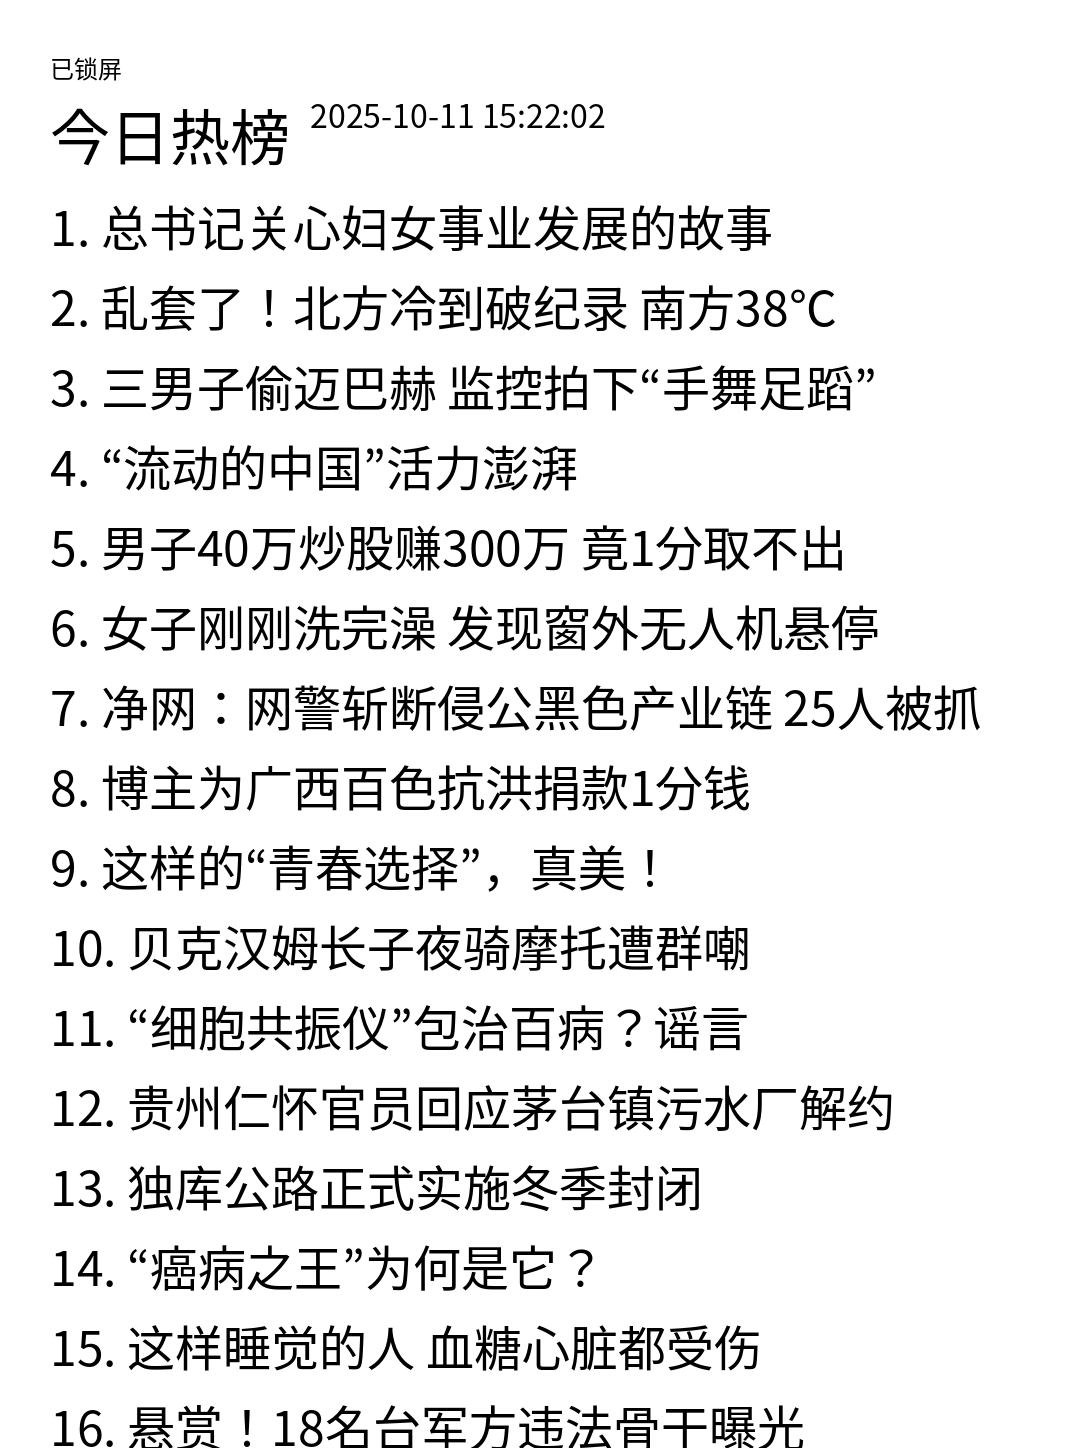 已锁屏
今日热榜 2025-10-11 15:22:02
1. 总书记关心妇女事业发展的故事
2. 乱套了！北方冷到破纪录 南方38℃
3. 三男子偷迈巴赫 监控拍下“手舞足蹈”
4. “流动的中国”活力澎湃
5. 男子40万炒股赚300万 竟1分取不出
6. 女子刚刚洗完澡 发现窗外无人机悬停
7. 净网：网警斩断侵公黑色产业链 25人被抓
8. 博主为广西百色抗洪捐款1分钱
9. 这样的“青春选择”，真美！
10. 贝克汉姆长子夜骑摩托遭群嘲
11. “细胞共振仪”包治百病？谣言
12. 贵州仁怀官员回应茅台镇污水厂解约
13. 独库公路正式实施冬季封闭
14. “癌病之王”为何是它？
15. 这样睡觉的人 血糖心脏都受伤
16. 悬赏！18名台军方违法骨干曝光